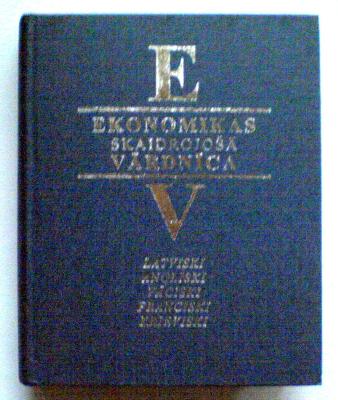 E
EKONOMIKAS
SKAIDROJOŠĀ
VĀRDNĪCA
V
LATVISKI
ANGLISKI
VĀCISKI
FRANCISKI
KRIEVISKI